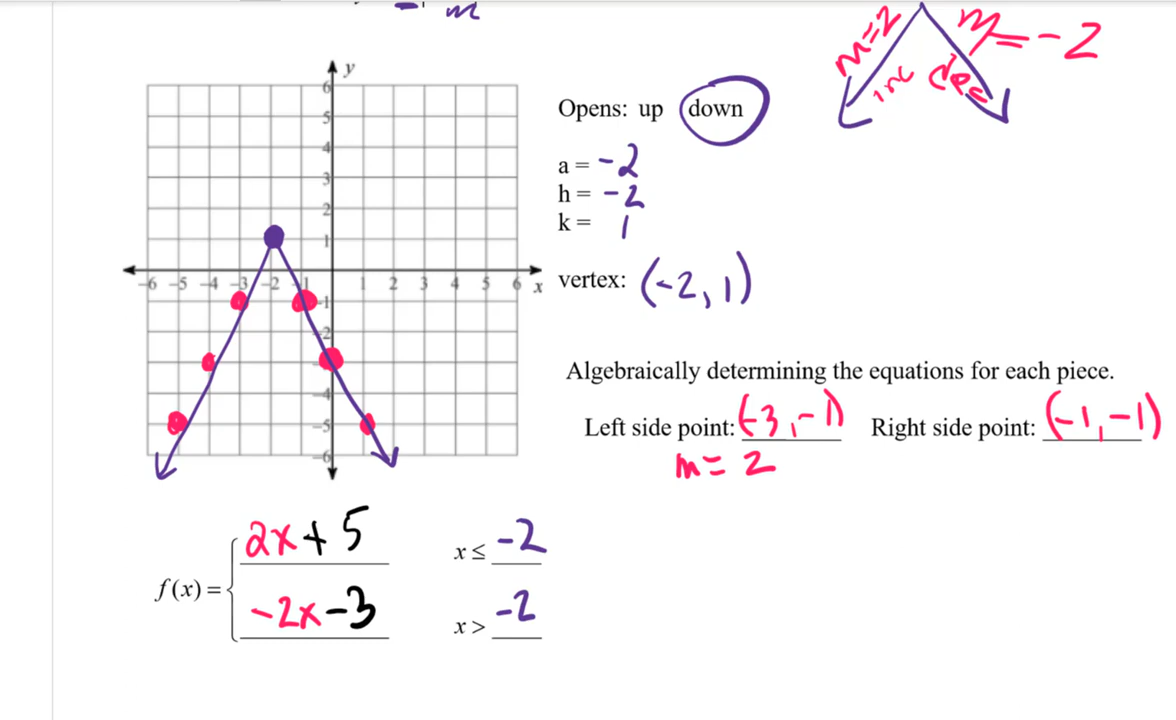 m
m=2
inc
dec
m=-2
y
6
5
4
3
2
1
-6 -5 -4 -3 -2 -1 1 2 3 4 5 6 x
-1
-2
-4
-5
-6
Opens: up down
a = -2
h = -2
k = 1
vertex: (-2, 1)
Algebraically determining the equations for each piece.
Left side point: (-3, -1) Right side point: (-1, -1)
m = 2
f(x) = { 2x + 5 x ≤ -2
-2x - 3 x > -2